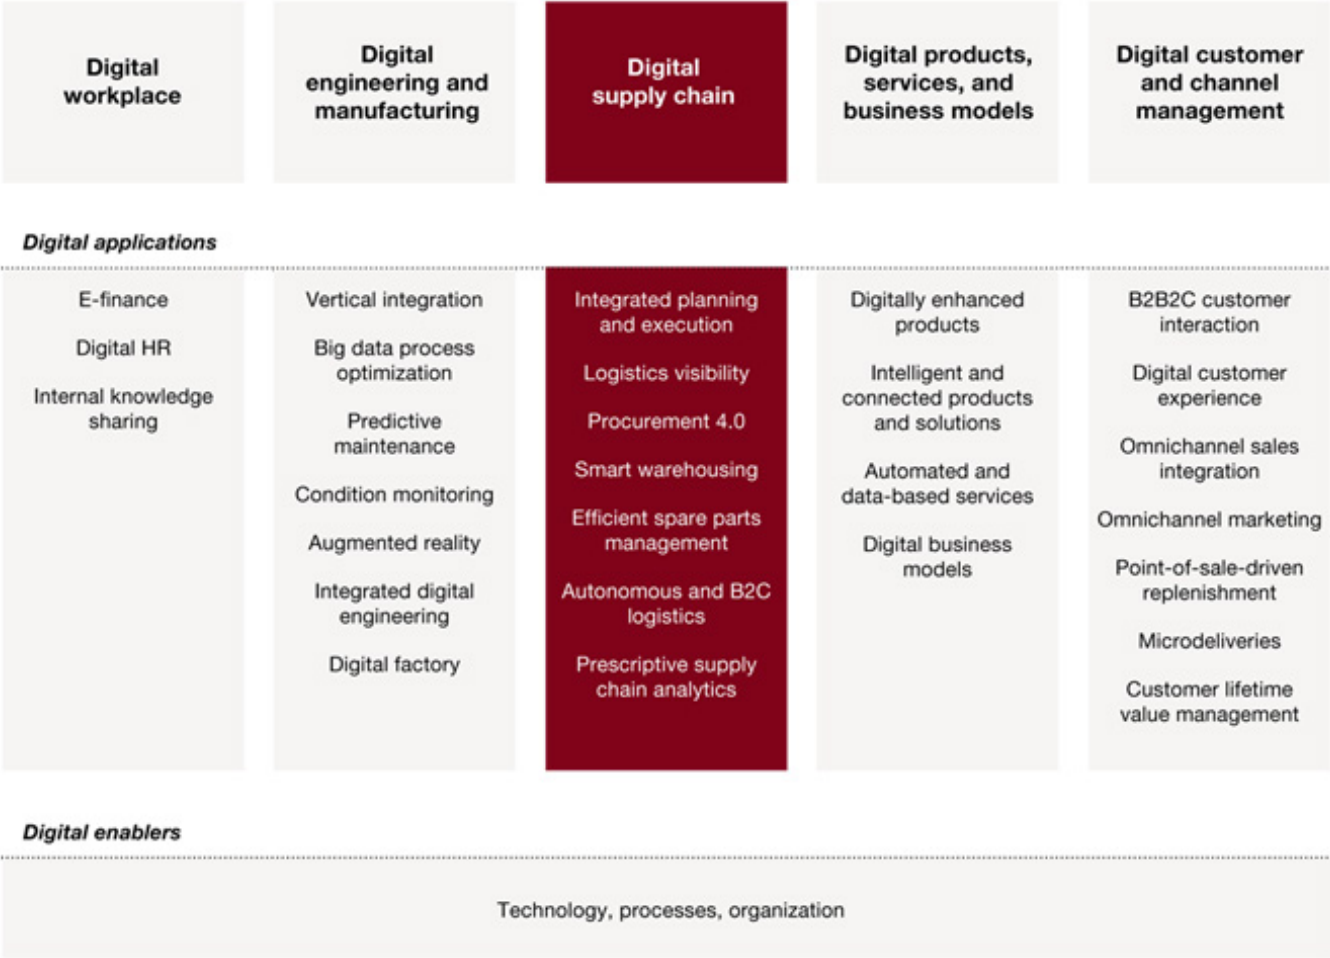 Digital
workplace
Digital
engineering and
manufacturing
Digital
supply chain
Digital products,
services, and
business models
Digital customer
and channel
management
Digital applications
E-finance
Digital HR
Internal knowledge
sharing
Vertical integration
Big data process
optimization
Predictive
maintenance
Condition monitoring
Augmented reality
Integrated digital
engineering
Digital factory
Integrated planning
and execution
Logistics visibility
Procurement 4.0
Smart warehousing
Efficient spare parts
management
Autonomous and B2C
logistics
Prescriptive supply
chain analytics
Digitally enhanced
products
Intelligent and
connected products
and solutions
Automated and
data-based services
Digital business
models
B2B2C customer
interaction
Digital customer
experience
Omnichannel sales
integration
Omnichannel marketing
Point-of-sale-driven
replenishment
Microdeliveries
Customer lifetime
value management
Digital enablers
Technology, processes, organization